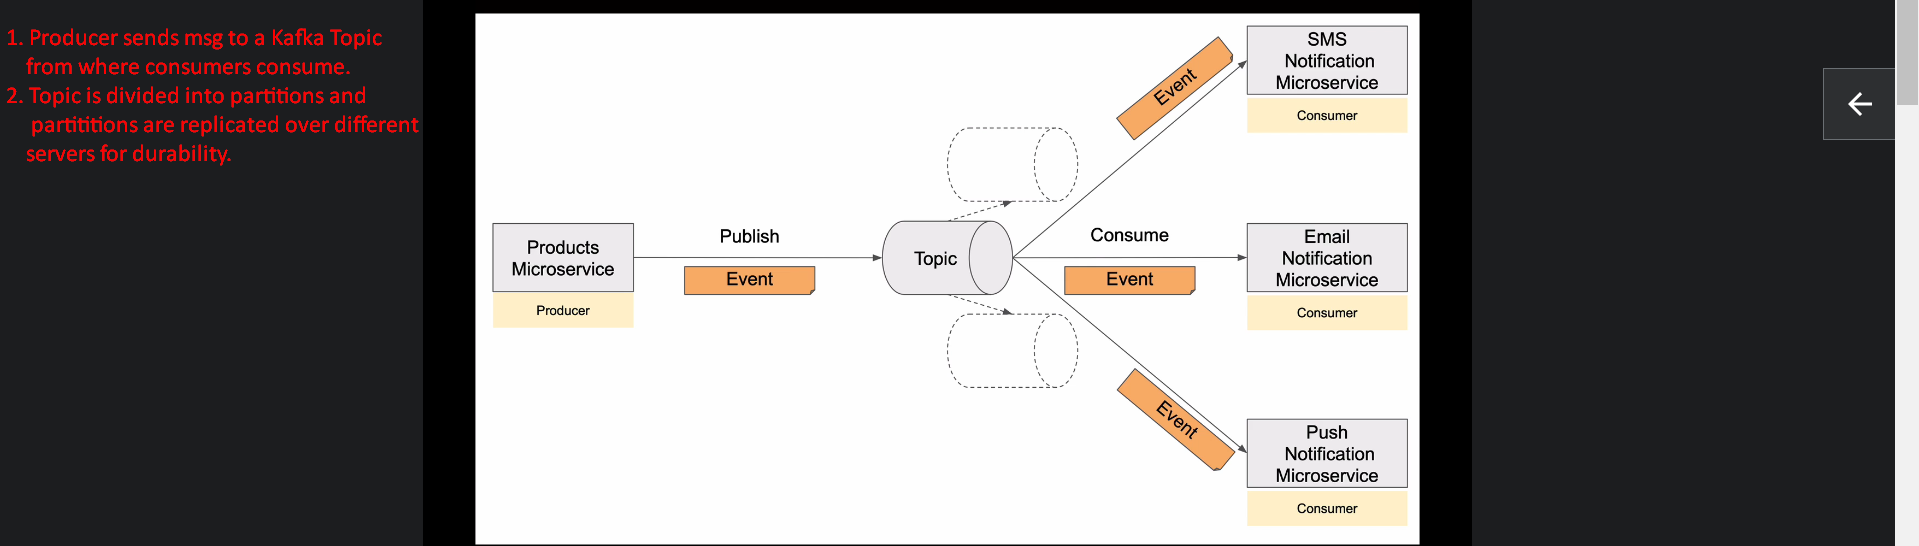 1. Producer sends msg to a Kafka Topic
from where consumers consume.
2. Topic is divided into partitions and
partititions are replicated over different
servers for durability.
Products
Microservice
Producer
Publish
Event
Topic
Consume
Event
Event
SMS
Notification
Microservice
Consumer
Email
Notification
Microservice
Consumer
Event
Push
Notification
Microservice
Consumer